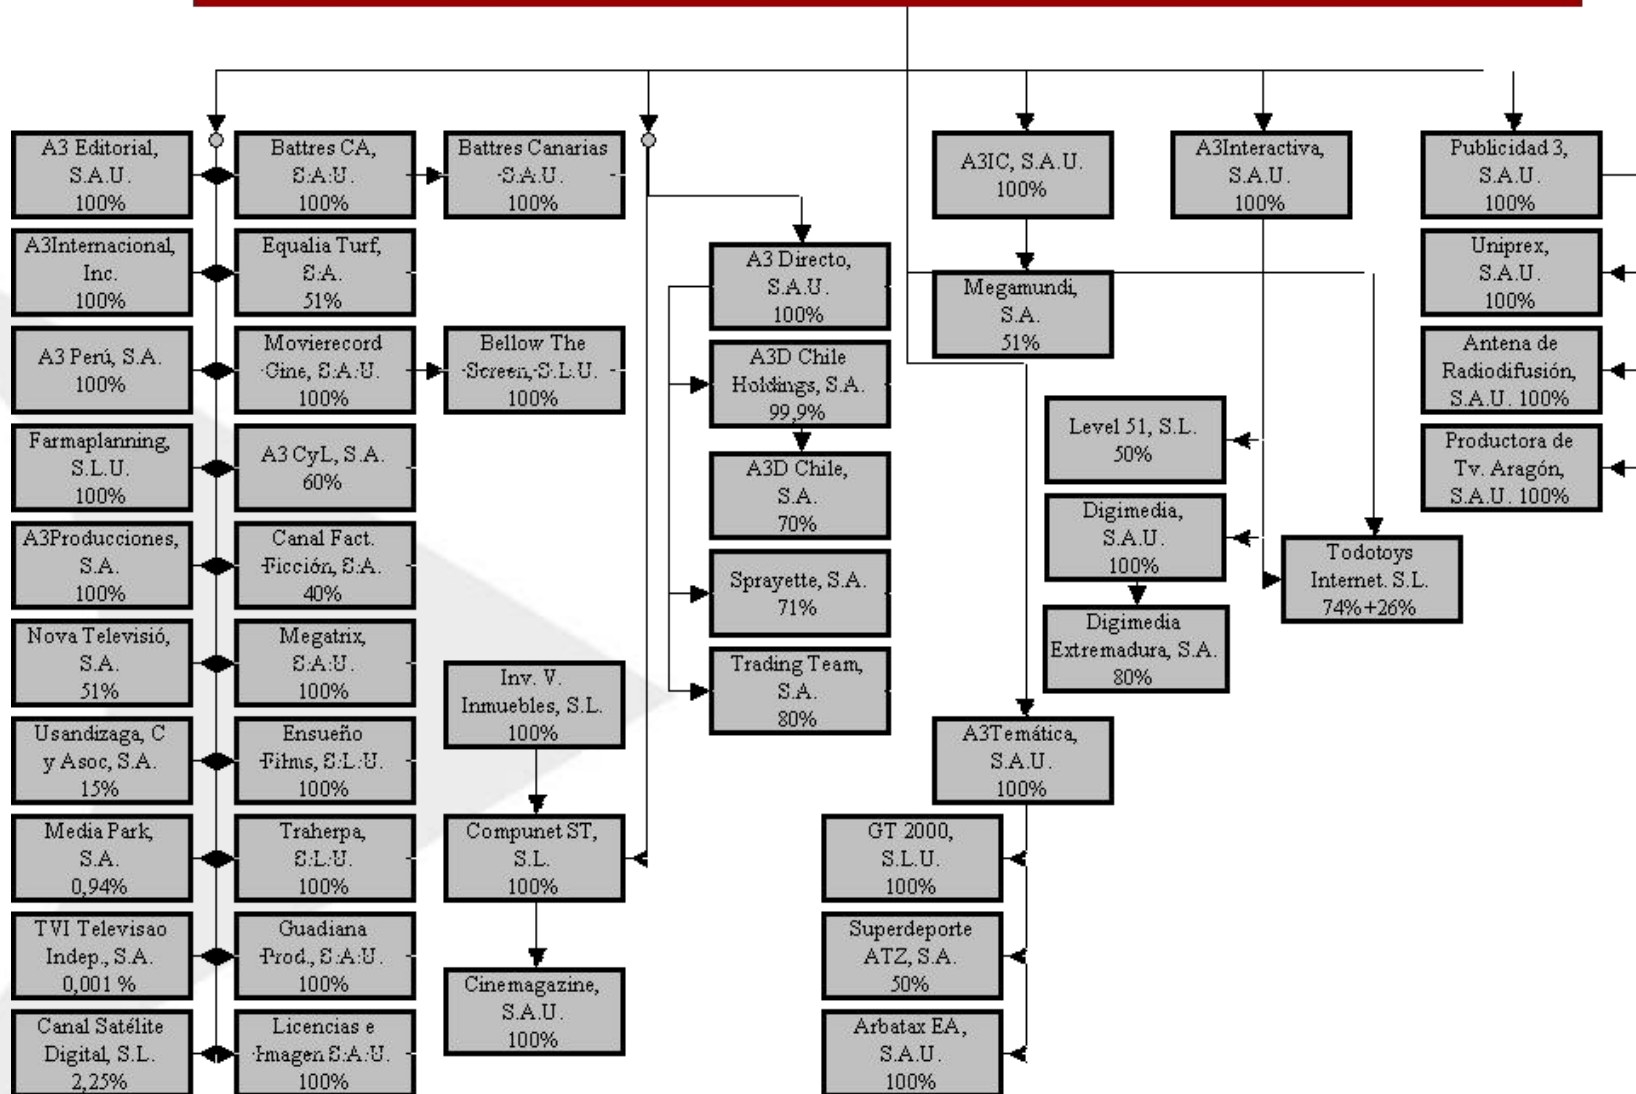 A3 Editorial,
S.A.U.
100%
Battres CA,
S.A.U.
100%
Battres Canarias
S.A.U.
100%
A3Internacional,
Inc.
100%
Equalia Turf,
S.A.
51%
A3 Perú, S.A.
100%
Movierecord
Cine, S.A.U.
100%
Bellow The
Screen, S.L.U.
100%
Farmaplanning,
S.L.U.
100%
A3 CyL, S.A.
60%
A3Producciones,
S.A.
100%
Canal Fact.
Ficción, S.A.
40%
Nova Televisió,
S.A.
51%
Megatrix,
S.A.U.
100%
Usandizaga, C
y Asoc, S.A.
15%
Ensueño
Films, S.L.U.
100%
Media Park,
S.A.
0,94%
Traherpa,
S.L.U.
100%
TVI Televisao
Indep., S.A.
0,001 %
Guadiana
Prod., S.A.U.
100%
Canal Satélite
Digital, S.L.
2,25%
Licencias e
Imagen S.A.U.
100%
Inv. V.
Inmuebles, S.L.
100%
Compunet ST,
S.L.
100%
Cinemagazine,
S.A.U.
100%
A3 Directo,
S.A.U.
100%
A3D Chile
Holdings, S.A.
99,9%
A3D Chile,
S.A.
70%
Sprayette, S.A.
71%
Trading Team,
S.A.
80%
A3IC, S.A.U.
100%
Megamundi,
S.A.
51%
A3Temática,
S.A.U.
100%
GT 2000,
S.L.U.
100%
Superdeporte
ATZ, S.A.
50%
Arbatax EA,
S.A.U.
100%
A3Interactiva,
S.A.U.
100%
Level 51, S.L.
50%
Digimedia,
S.A.U.
100%
Digimedia
Extremadura, S.A.
80%
Todotoys
Internet. S.L.
74%+26%
Publicidad 3,
S.A.U.
100%
Uniprex,
S.A.U.
100%
Antena de
Radiodifusión,
S.A.U. 100%
Productora de
Tv. Aragón,
S.A.U. 100%